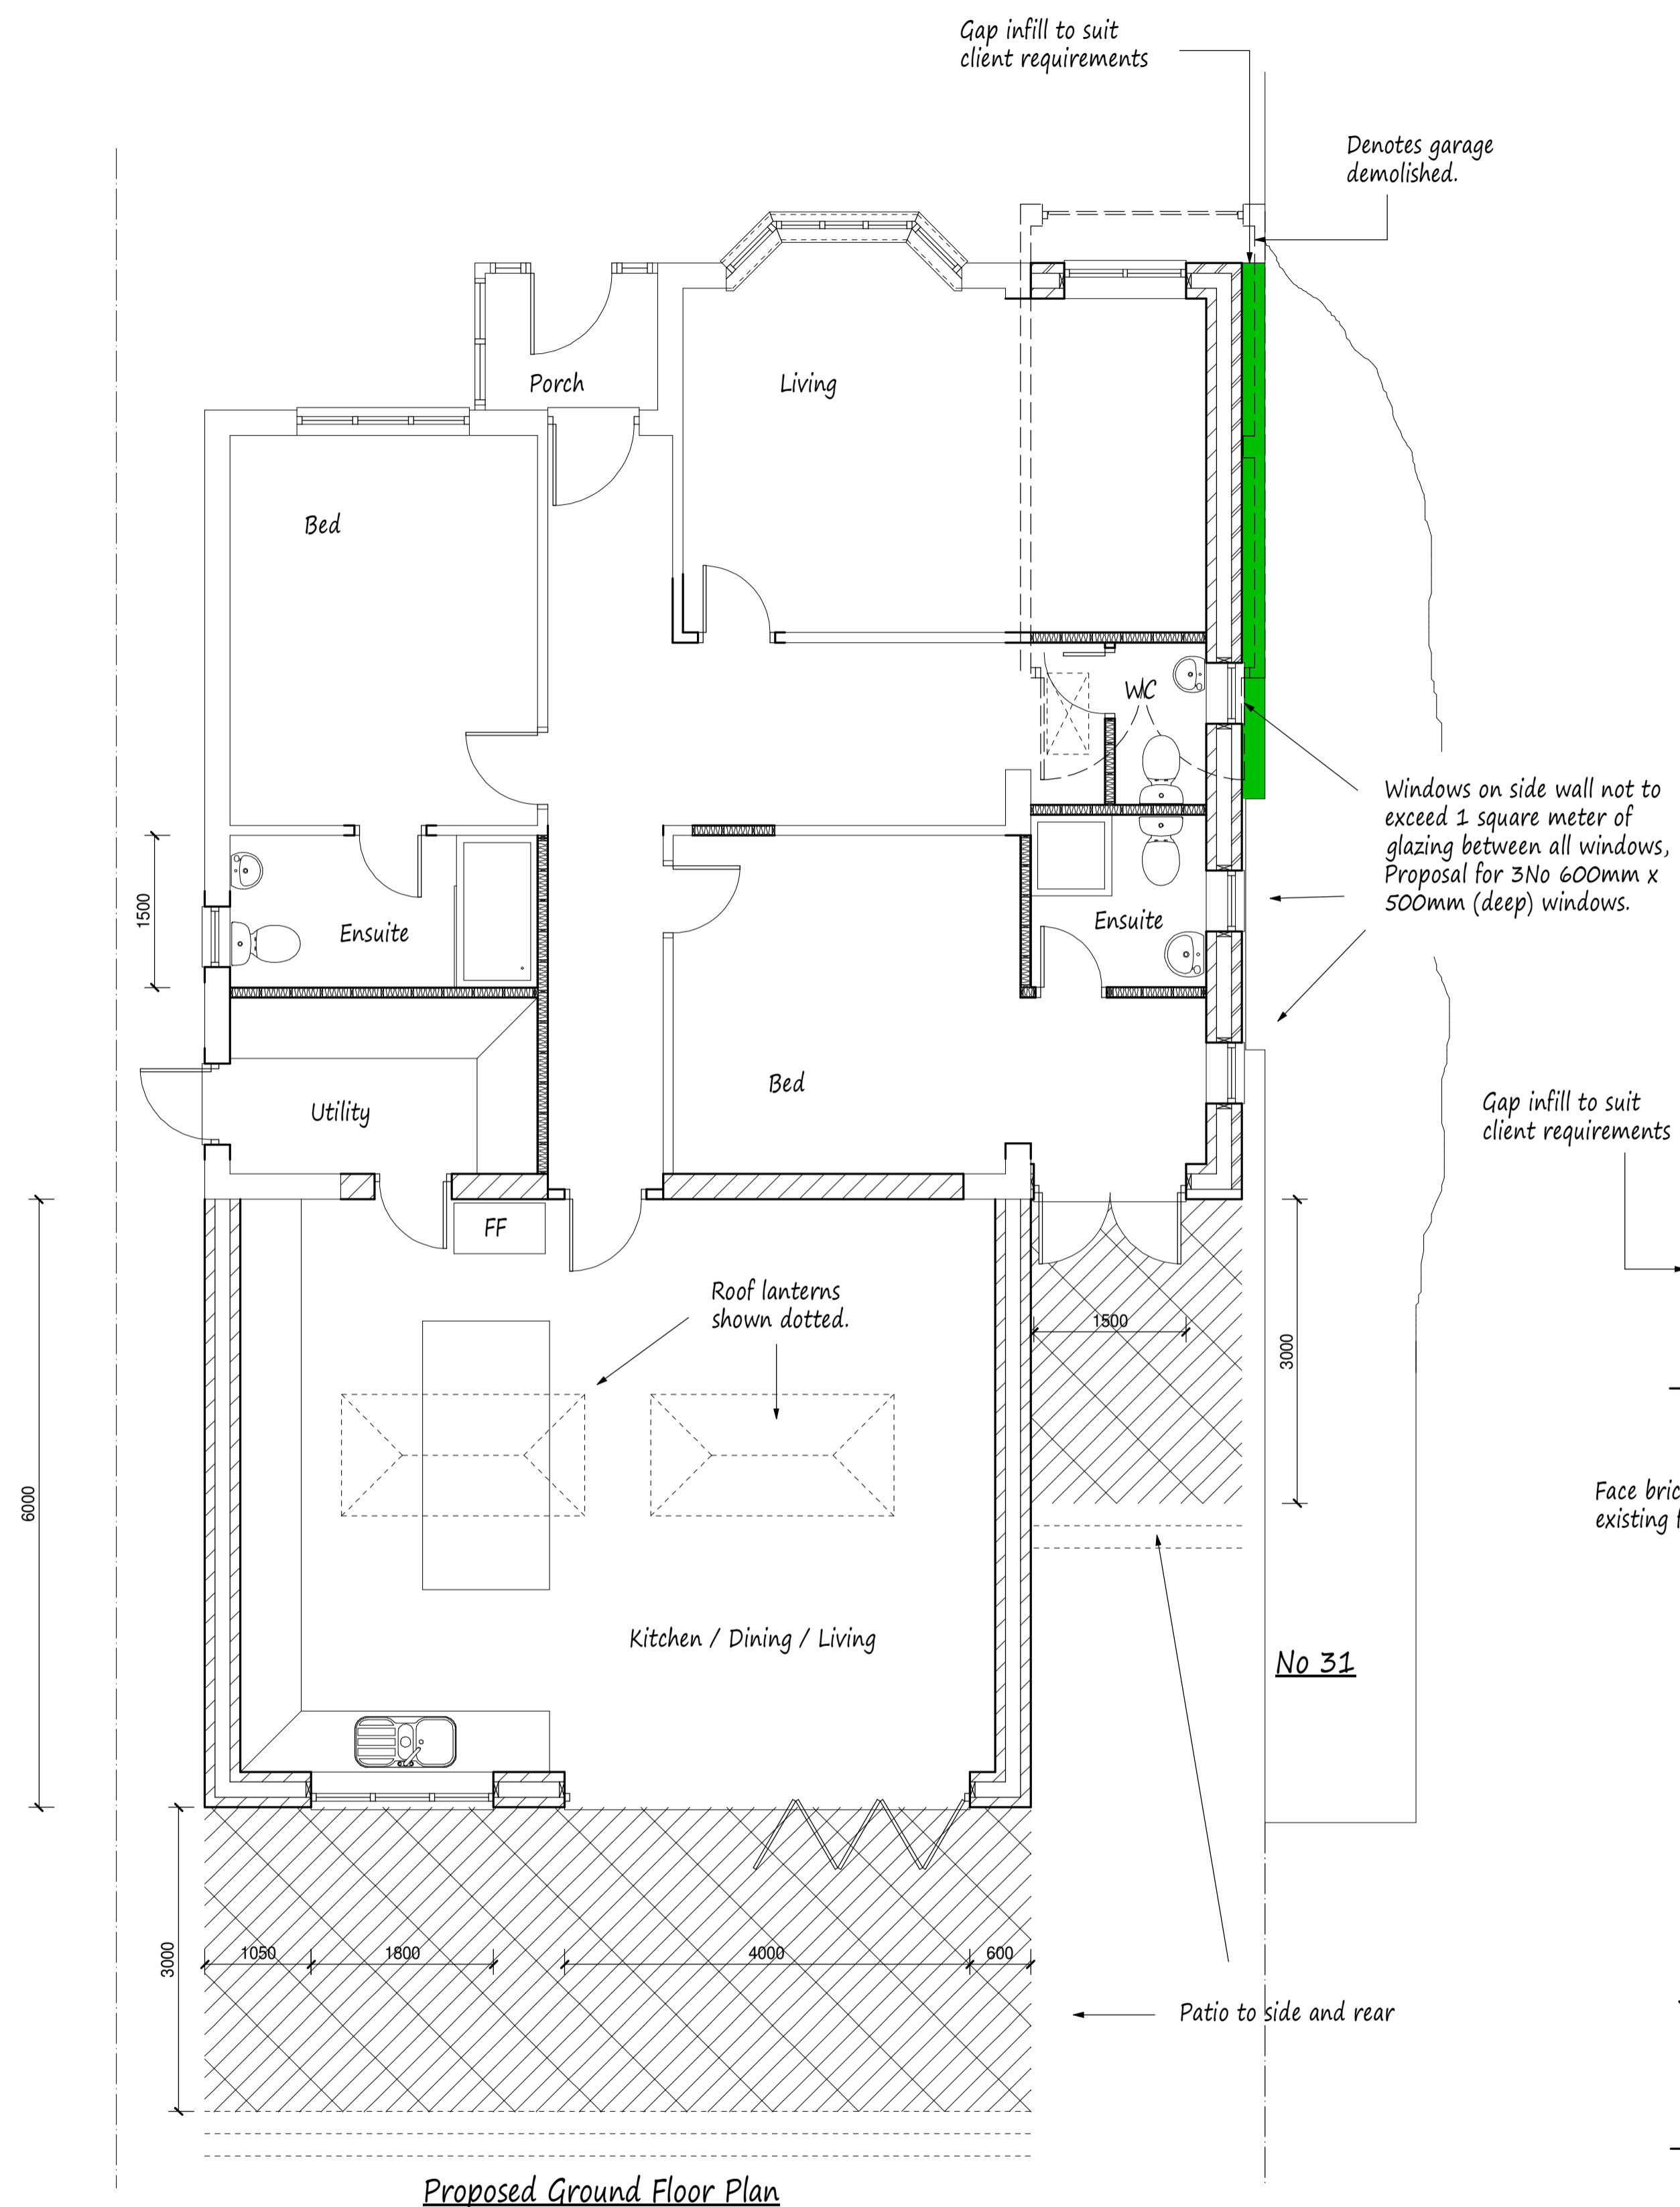 Gap infill to suit
client requirements
Denotes garage
demolished.
Porch
Living
Bed
WC
Windows on side wall not to
exceed 1 square meter of
glazing between all windows,
Proposal for 3No 600mm x
500mm (deep) windows.
1500
Ensuite
Ensuite
Bed
Utility
Gap infill to suit
client requirements
FF
Roof lanterns
shown dotted.
1500
3000
6000
Face bric
existing f
Kitchen / Dining / Living
No 31
3000
1050
1800
4000
600
Patio to side and rear
Proposed Ground Floor Plan